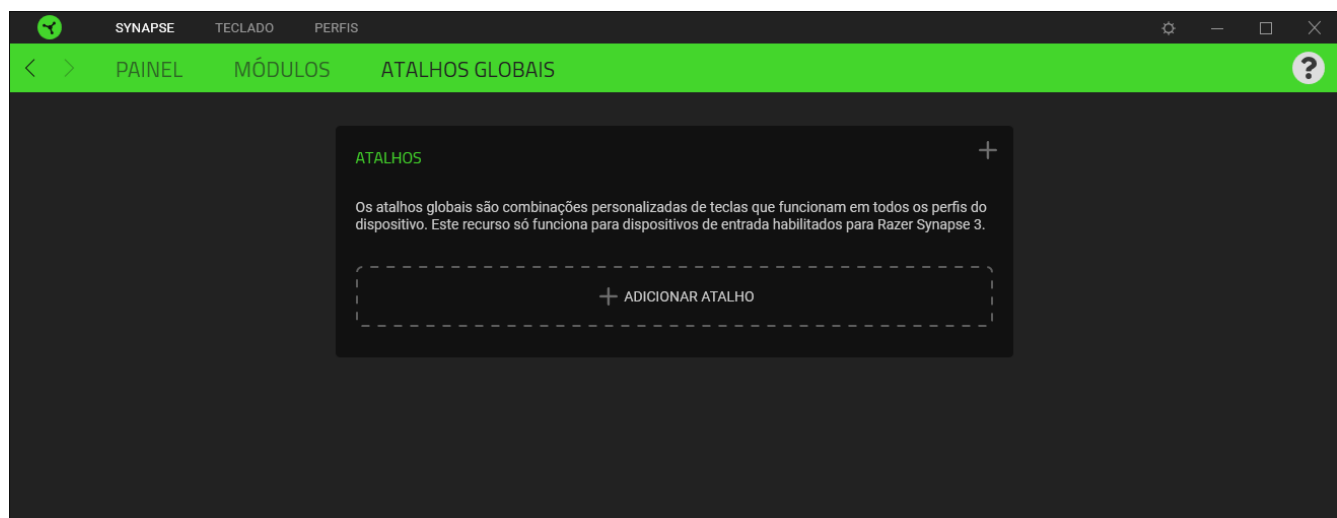 SYNAPSE TECLADO PERFIS
PAINEL MÓDULOS ATALHOS GLOBAIS ?
ATALHOS
Os atalhos globais são combinações personalizadas de teclas que funcionam em todos os perfis do
dispositivo. Este recurso só funciona para dispositivos de entrada habilitados para Razer Synapse 3.
ADICIONAR ATALHO